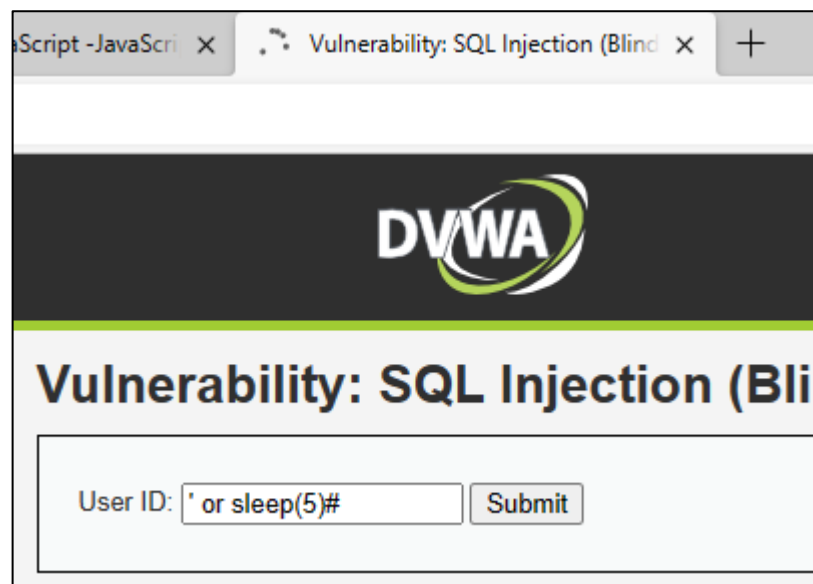 aScript -JavaScri
Vulnerability: SQL Injection (Blind
DVWA
Vulnerability: SQL Injection (Bli
User ID: ' or sleep(5)# Submit